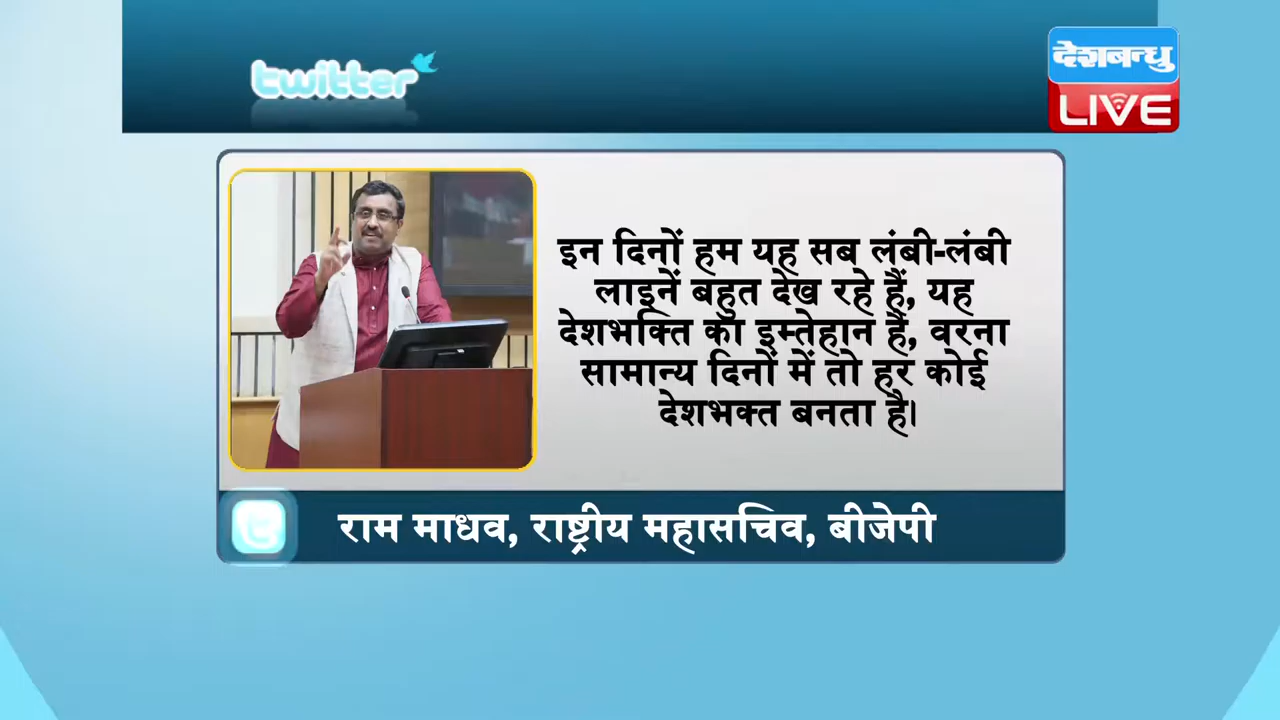 twitter
देशबन्धु
LIVE
इन दिनों हम यह सब लंबी-लंबी
लाइनें बहुत देख रहे हैं, यह
देशभक्ति का इम्तेहान हैं, वरना
सामान्य दिनों में तो हर कोई
देशभक्त बनता है।
राम माधव, राष्ट्रीय महासचिव, बीजेपी